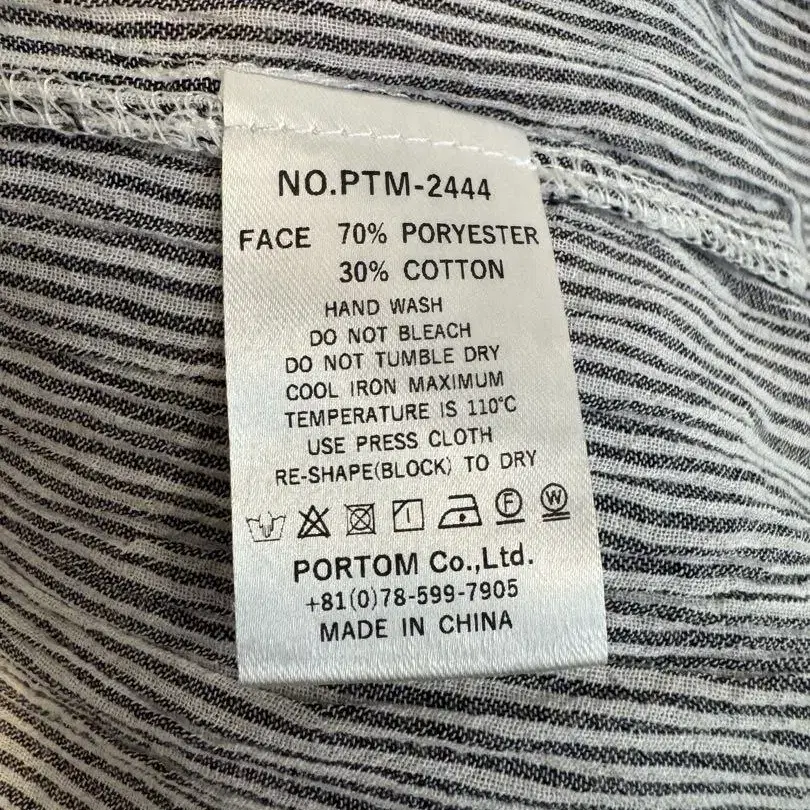 NO.PTM-2444
FACE 70% PORYESTER
30% COTTON
HAND WASH
DO NOT BLEACH
DO NOT TUMBLE DRY
COOL IRON MAXIMUM
TEMPERATURE IS 110°C
USE PRESS CLOTH
RE-SHAPE(BLOCK) TO DRY
F W
PORTOM Co.,Ltd.
+81(0)78-599-7905
MADE IN CHINA